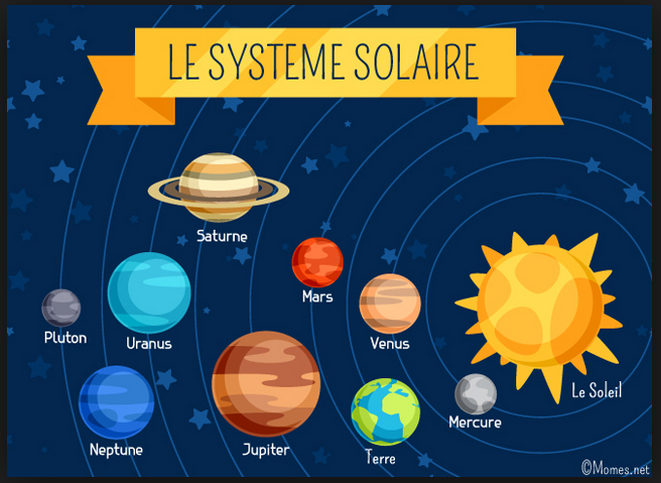 LE SYSTEME SOLAIRE
Saturne
Mars
Pluton
Uranus
Venus
Le Soleil
Mercure
Neptune
Jupiter
Terre
©Momes.net